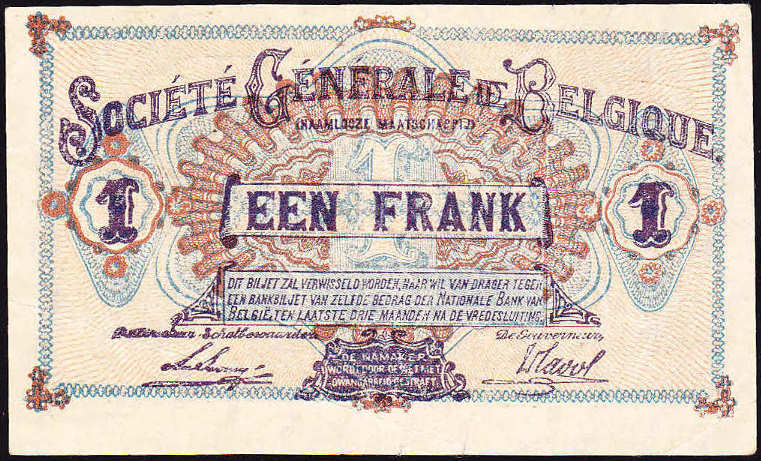 SOCIÉTÉ GÉNÉRALE DE BELGIQUE.
(NAAMLOOZE MAATSCHAPPIJ)
1 EEN FRANK 1
DIT BILJET ZAL VERWISSELD WORDEN, NAAR WIL VAN DRAGER TEGEN
EEN BANKBILJET VAN ZELFDE BEDRAG DER NATIONALE BANK VAN
BELGIË, TEN LAATSTE DRIE MAANDEN NA DE VREDESLUITING.
Schatbewaarder De Gouverneur,
DE NAMAKER
WORDT DOOR DE WET MET
DWANGARBEID GESTRAFT.